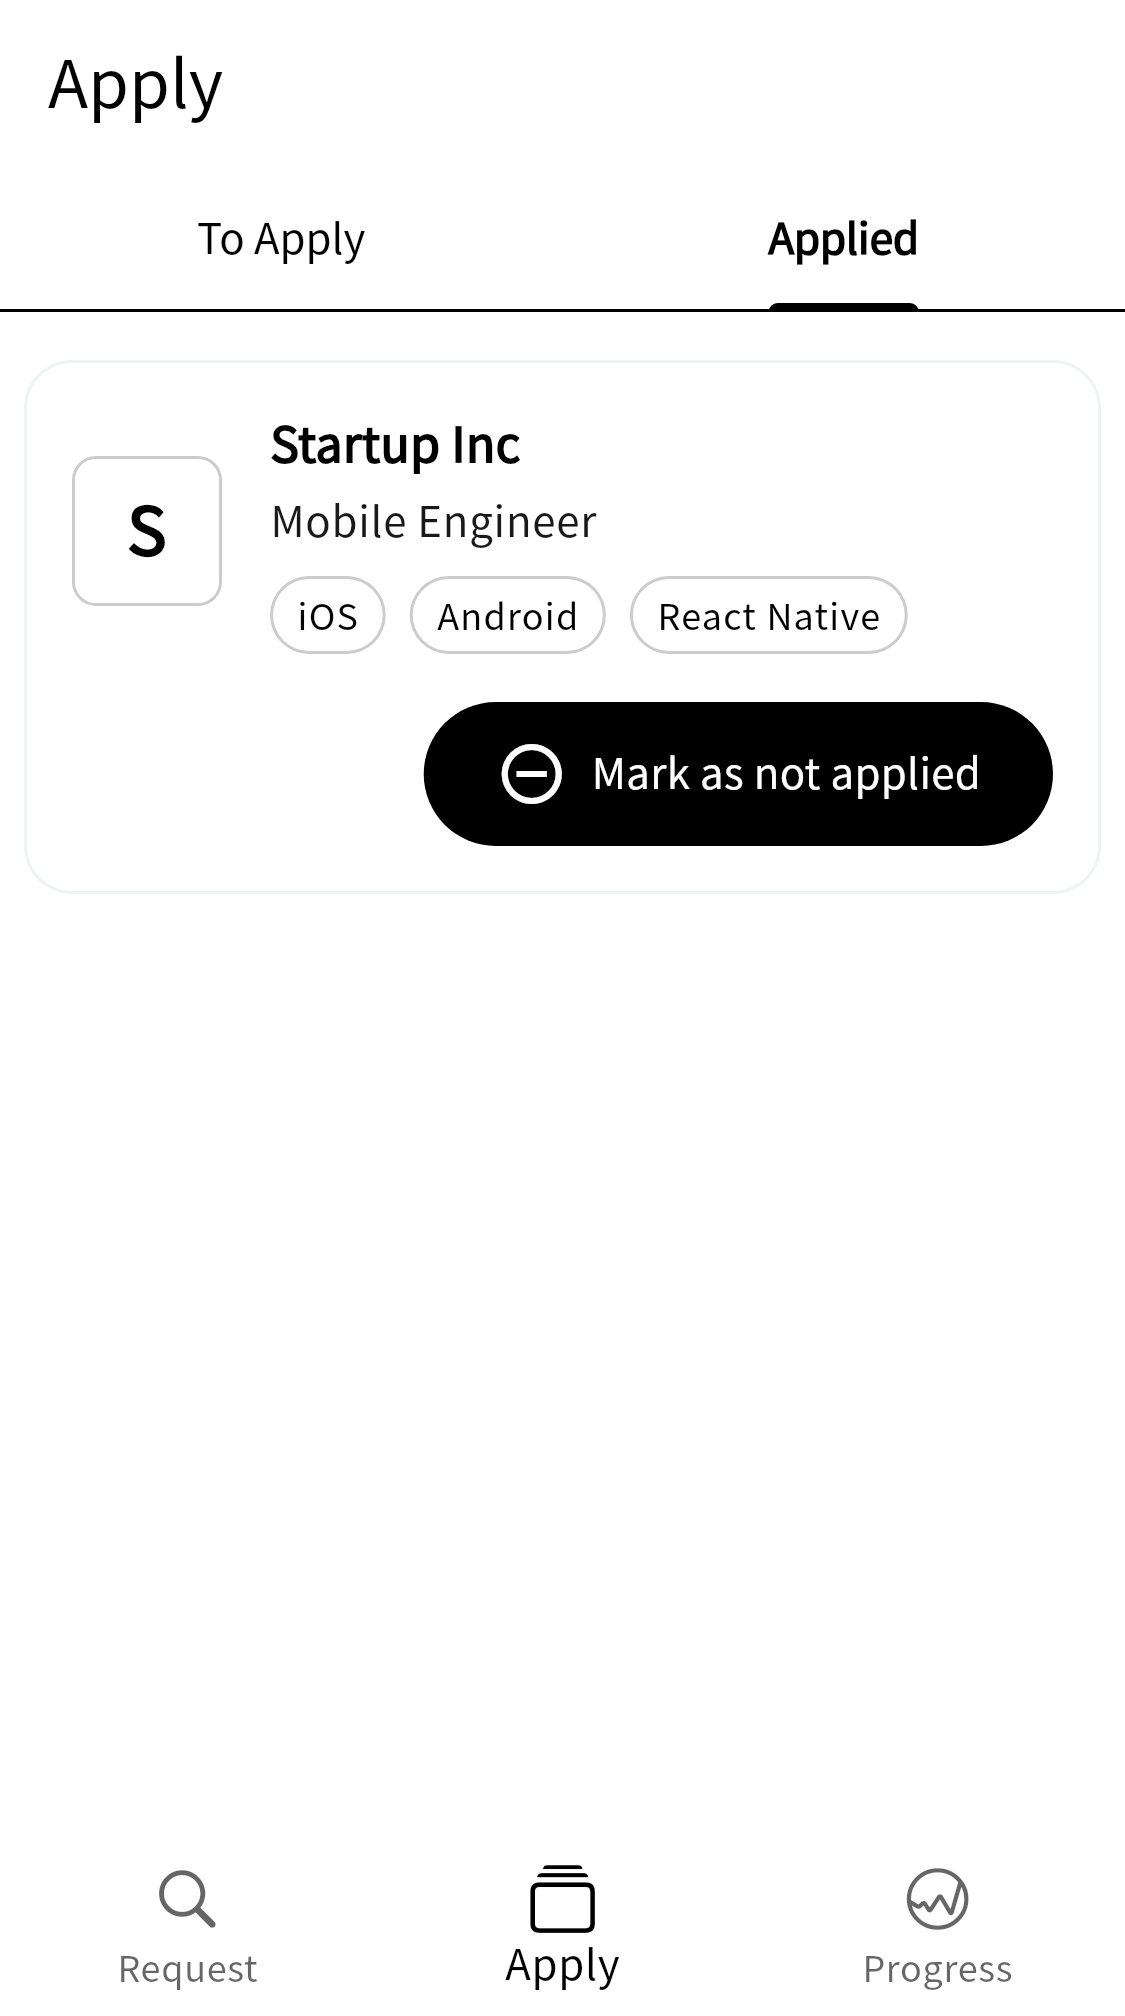 Apply
To Apply
Applied
S
Startup Inc
Mobile Engineer
iOS
Android
React Native
Mark as not applied
Request
Apply
Progress